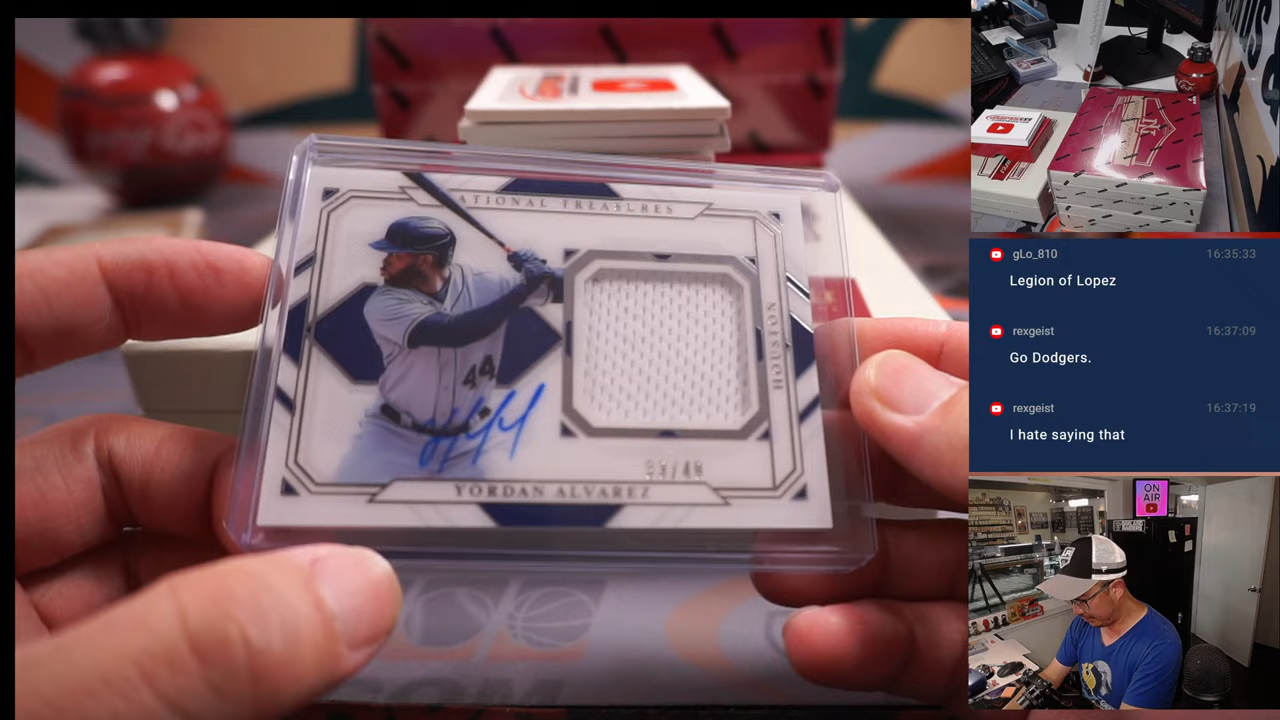 ATIONAL TREASURES
HOUSTON
44
YORDAN ALVAREZ
gLo_810 16:35:33
Legion of Lopez
rexgeist 16:37:09
Go Dodgers.
rexgeist 16:37:19
I hate saying that
ON
AIR